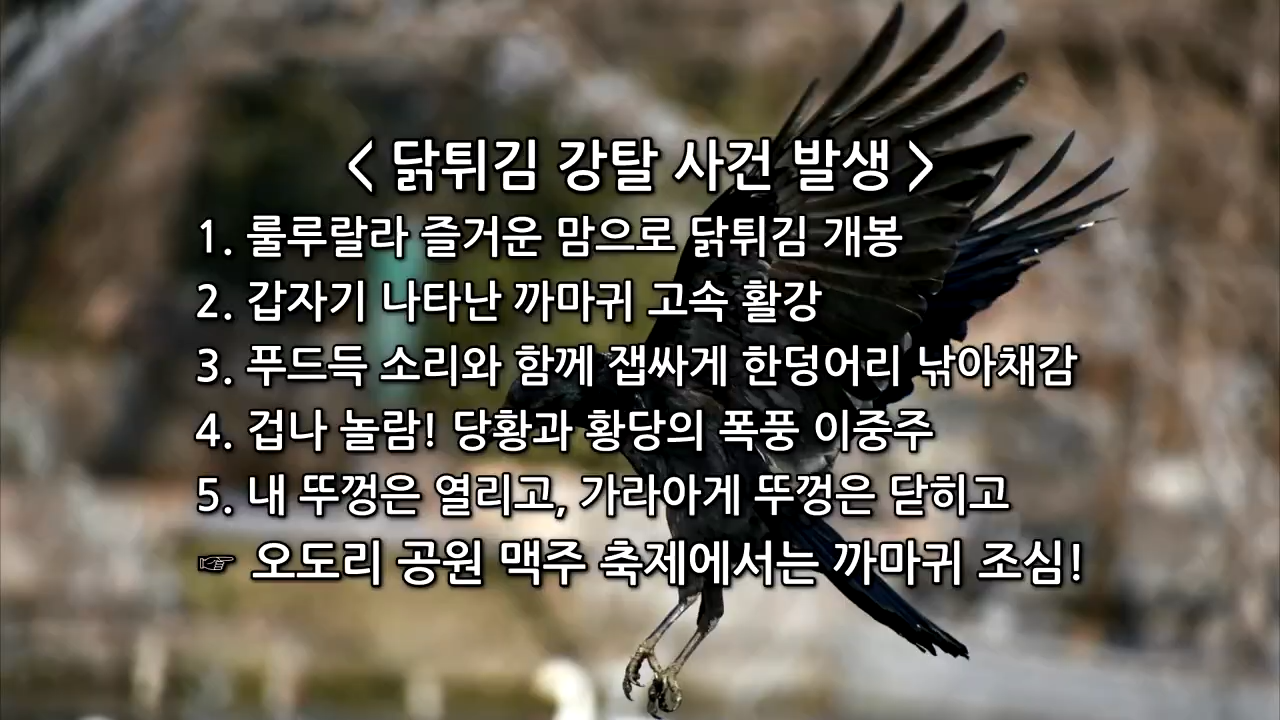 < 닭튀김 강탈 사건 발생 >
1. 룰루랄라 즐거운 맘으로 닭튀김 개봉
2. 갑자기 나타난 까마귀 고속 활강
3. 푸드득 소리와 함께 잽싸게 한덩어리 낚아채감
4. 겁나 놀람! 당황과 황당의 폭풍 이중주
5. 내 뚜껑은 열리고, 가라아게 뚜껑은 닫히고
☞ 오도리 공원 맥주 축제에서는 까마귀 조심!